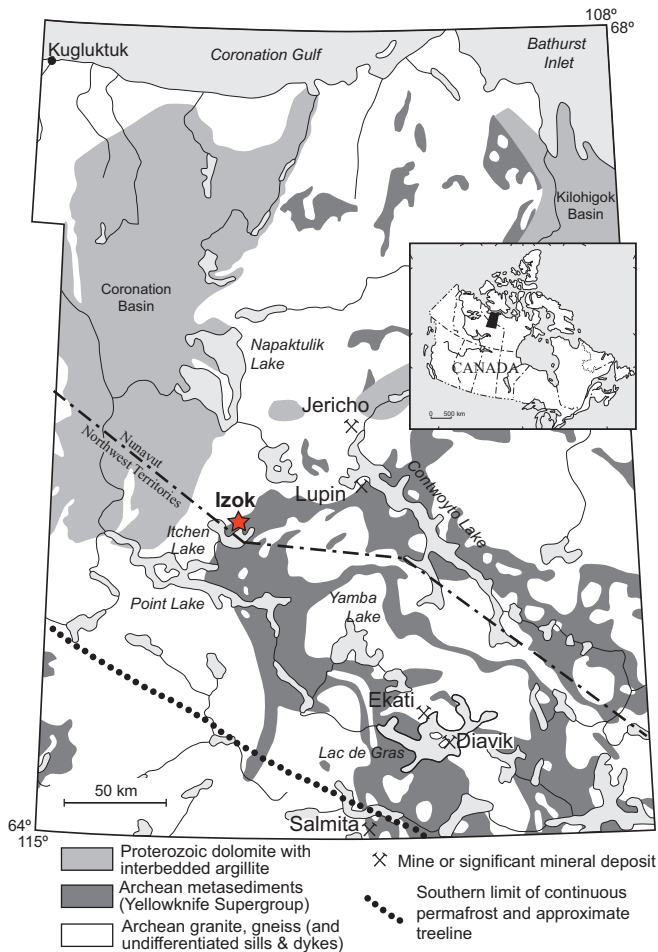 108°
68°
Kugluktuk
Coronation Gulf
Bathurst
Inlet
Kilohigok
Basin
Coronation
Basin
CANADA
0 500 km
Napaktulik
Lake
Jericho
Nunavut
Northwest Territories
Lupin
Contwoyto Lake
Izok
Itchen
Lake
Point Lake
Yamba
Lake
Ekati
Diavik
Lac de Gras
50 km
Salmita
64°
115°
Proterozoic dolomite with
interbedded argillite
Archean metasediments
(Yellowknife Supergroup)
Archean granite, gneiss (and
undifferentiated sills & dykes)
Mine or significant mineral deposit
Southern limit of continuous
permafrost and approximate
treeline